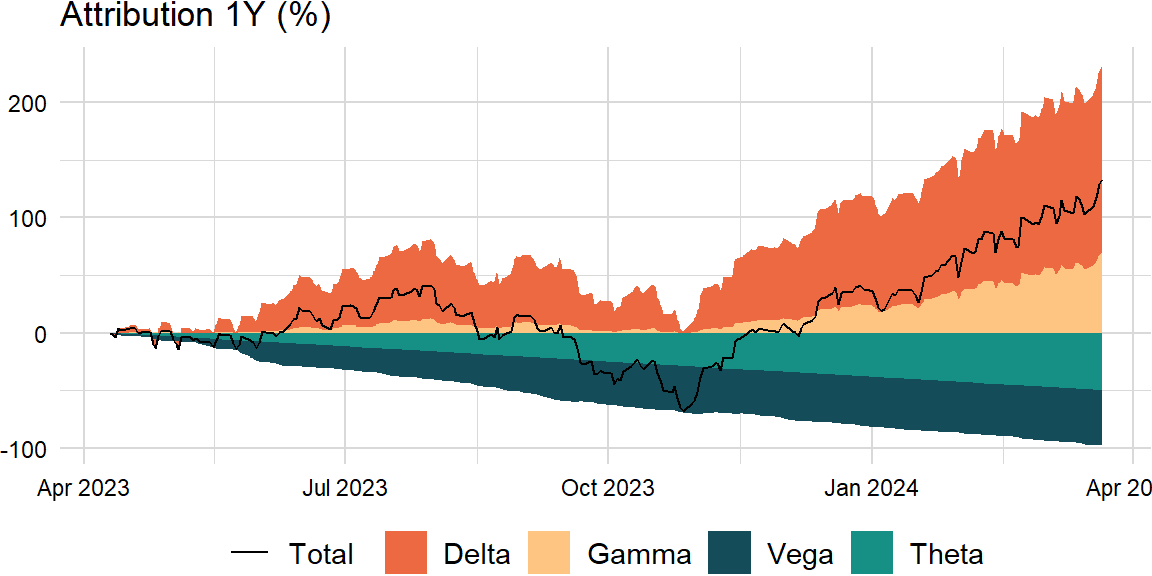 Attribution 1Y (%)
200
100
0
-100
Apr 2023 Jul 2023 Oct 2023 Jan 2024 Apr 20
Total Delta Gamma Vega Theta